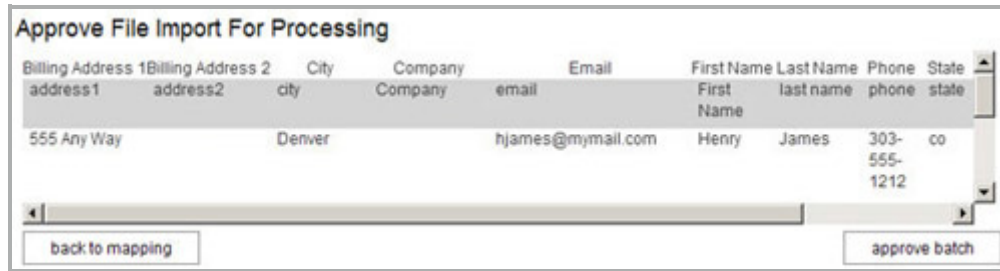 Approve File Import For Processing
Billing Address 1Billing Address 2 City Company Email First Name Last Name Phone State
address1 address2 city Company email First last name phone state
Name
555 Any Way Denver hjames@mymail.com Henry James 303- co
555-
1212
back to mapping approve batch